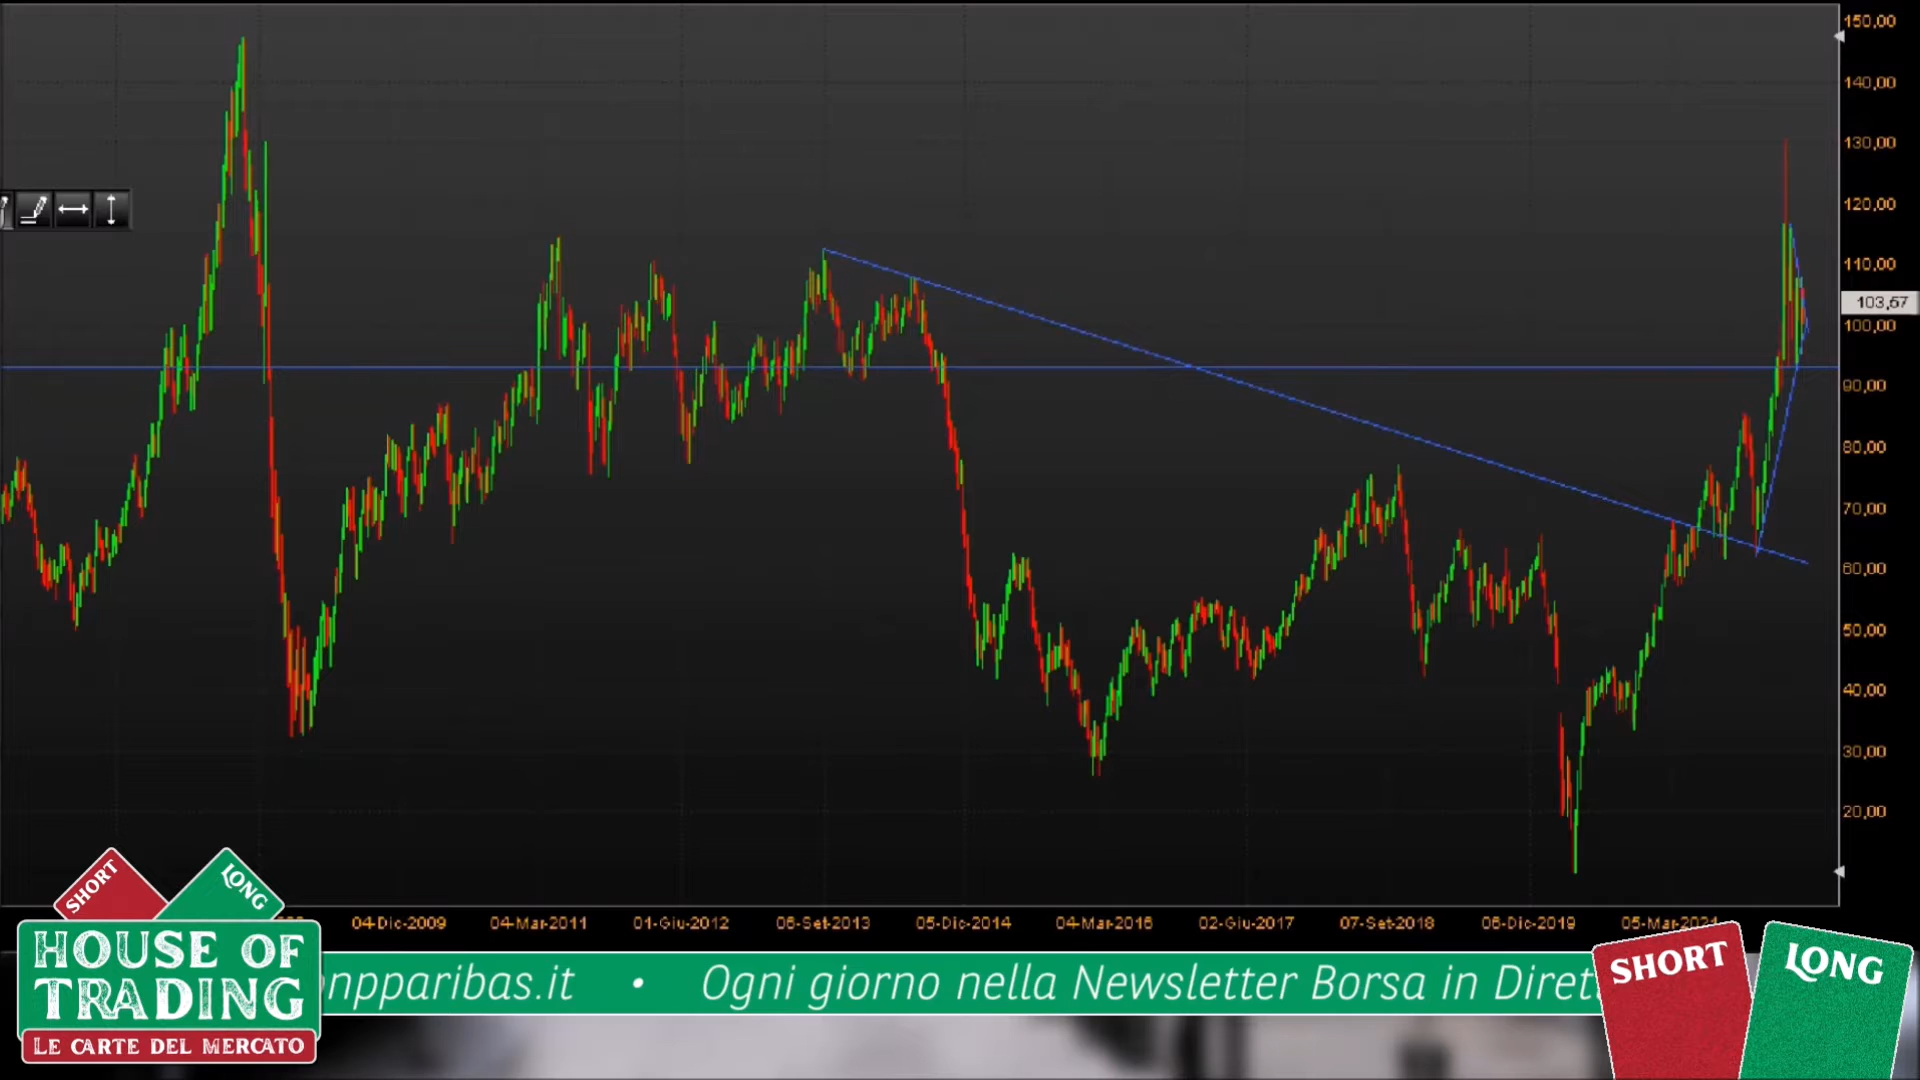 150,00
140,00
130,00
120,00
110,00
103,67
100,00
90,00
80,00
70,00
60,00
50,00
40,00
30,00
20,00
04-Dic-2009
04-Mar-2011
01-Giu-2012
06-Set-2013
05-Dic-2014
04-Mar-2016
02-Giu-2017
07-Set-2018
06-Dic-2019
05-Mar-2021
SHORT
LONG
HOUSE OF
TRADING
LE CARTE DEL MERCATO
npparibas.it • Ogni giorno nella Newsletter Borsa in Diret
SHORT
LONG